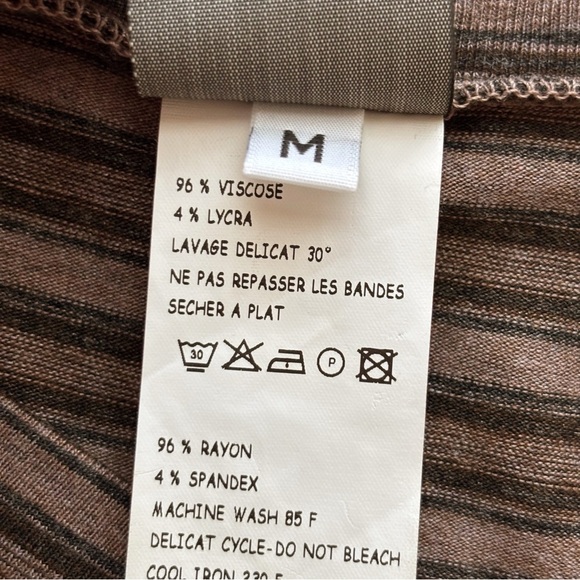 M
96 % VISCOSE
4 % LYCRA
LAVAGE DELICAT 30°
NE PAS REPASSER LES BANDES
SECHER A PLAT
30 P
96 % RAYON
4 % SPANDEX
MACHINE WASH 85 F
DELICAT CYCLE-DO NOT BLEACH
COOL IRON 230 F